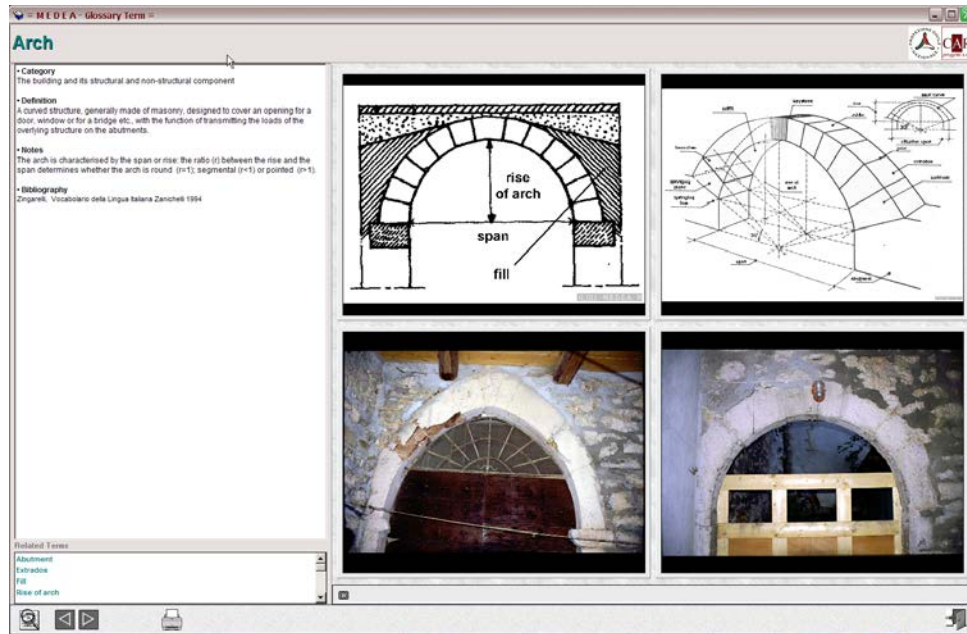 = M E D E A - Glossary Term =
Arch
• Category
The building and its structural and non-structural component
• Definition
A curved structure, generally made of masonry, designed to cover an opening for a
door, window or for a bridge etc., with the function of transmitting the loads of the
overlying structure on the abutments.
• Notes
The arch is characterised by the span or rise: the ratio (r) between the rise and the
span determines whether the arch is round (r=1); segmental (r<1) or pointed (r>1).
• Bibliography
Zingarelli, Vocabolario della Lingua Italiana Zanichelli 1994
rise
of arch
span
fill
keystone
rise of
arch
span
Related Terms
Abutment
Extrados
Fill
Rise of arch